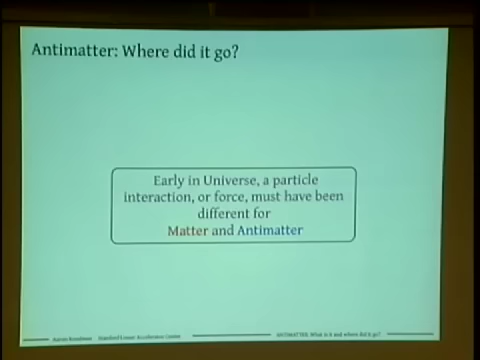 Antimatter: Where did it go?
Early in Universe, a particle
interaction, or force, must have been
different for
Matter and Antimatter
Aaron Roodman Stanford Linear Accelerator Center
ANTIMATTER: What is it and where did it go?